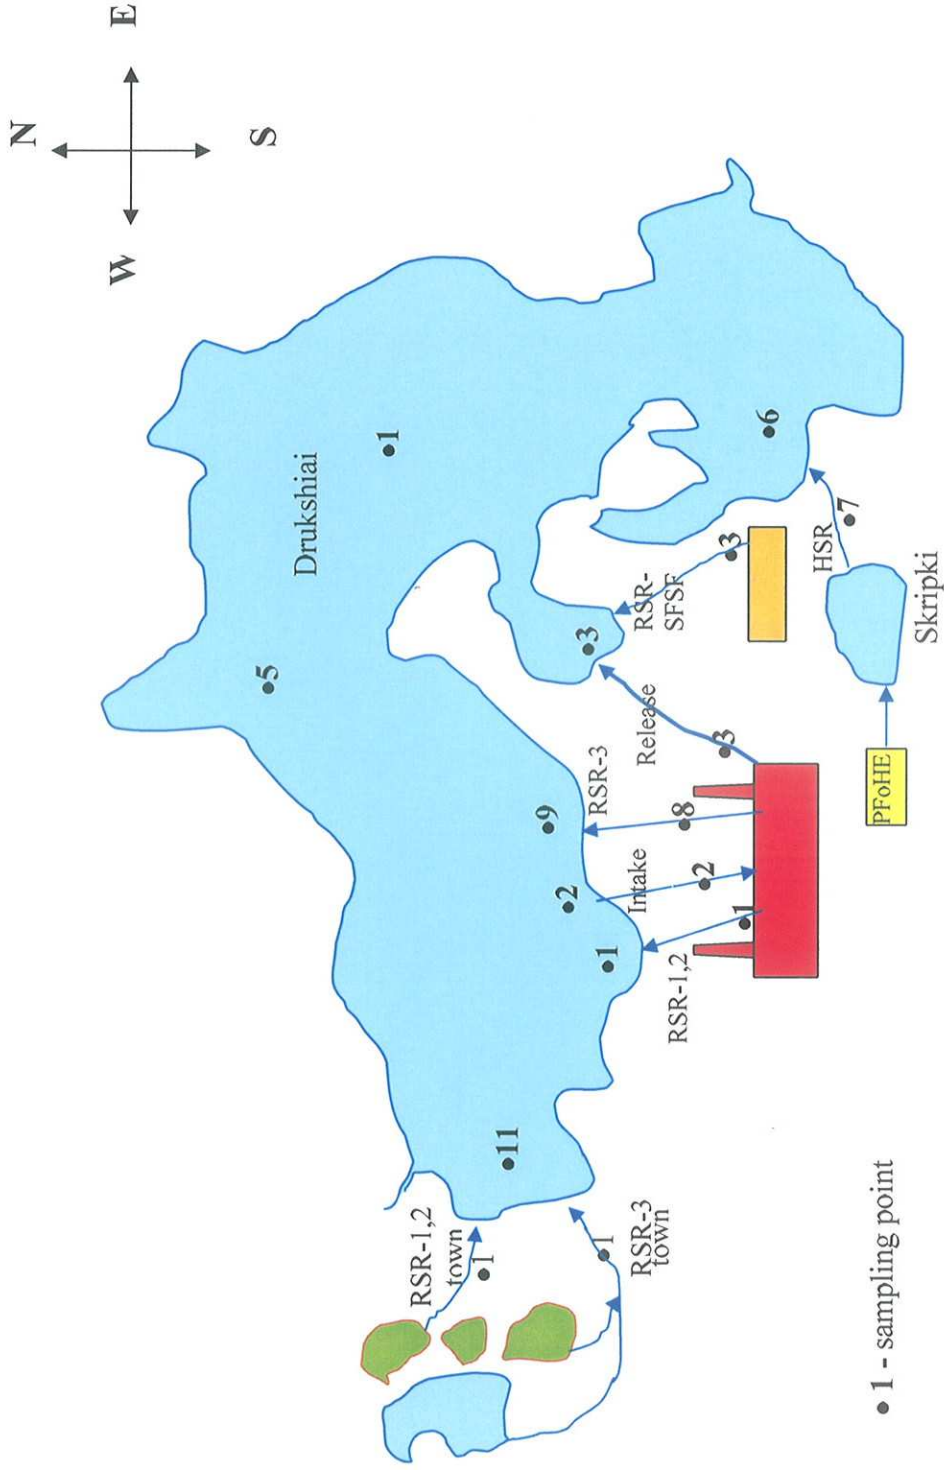 N
W
E
S
Drukshiai
5
1
6
9
2
1
11
3
RSR-
SFSF
3
HSR
7
Skripki
PFoHE
Release
3
RSR-3
8
Intake
2
RSR-1,2
1
RSR-1,2
town
1
RSR-3
town
1
1 - sampling point